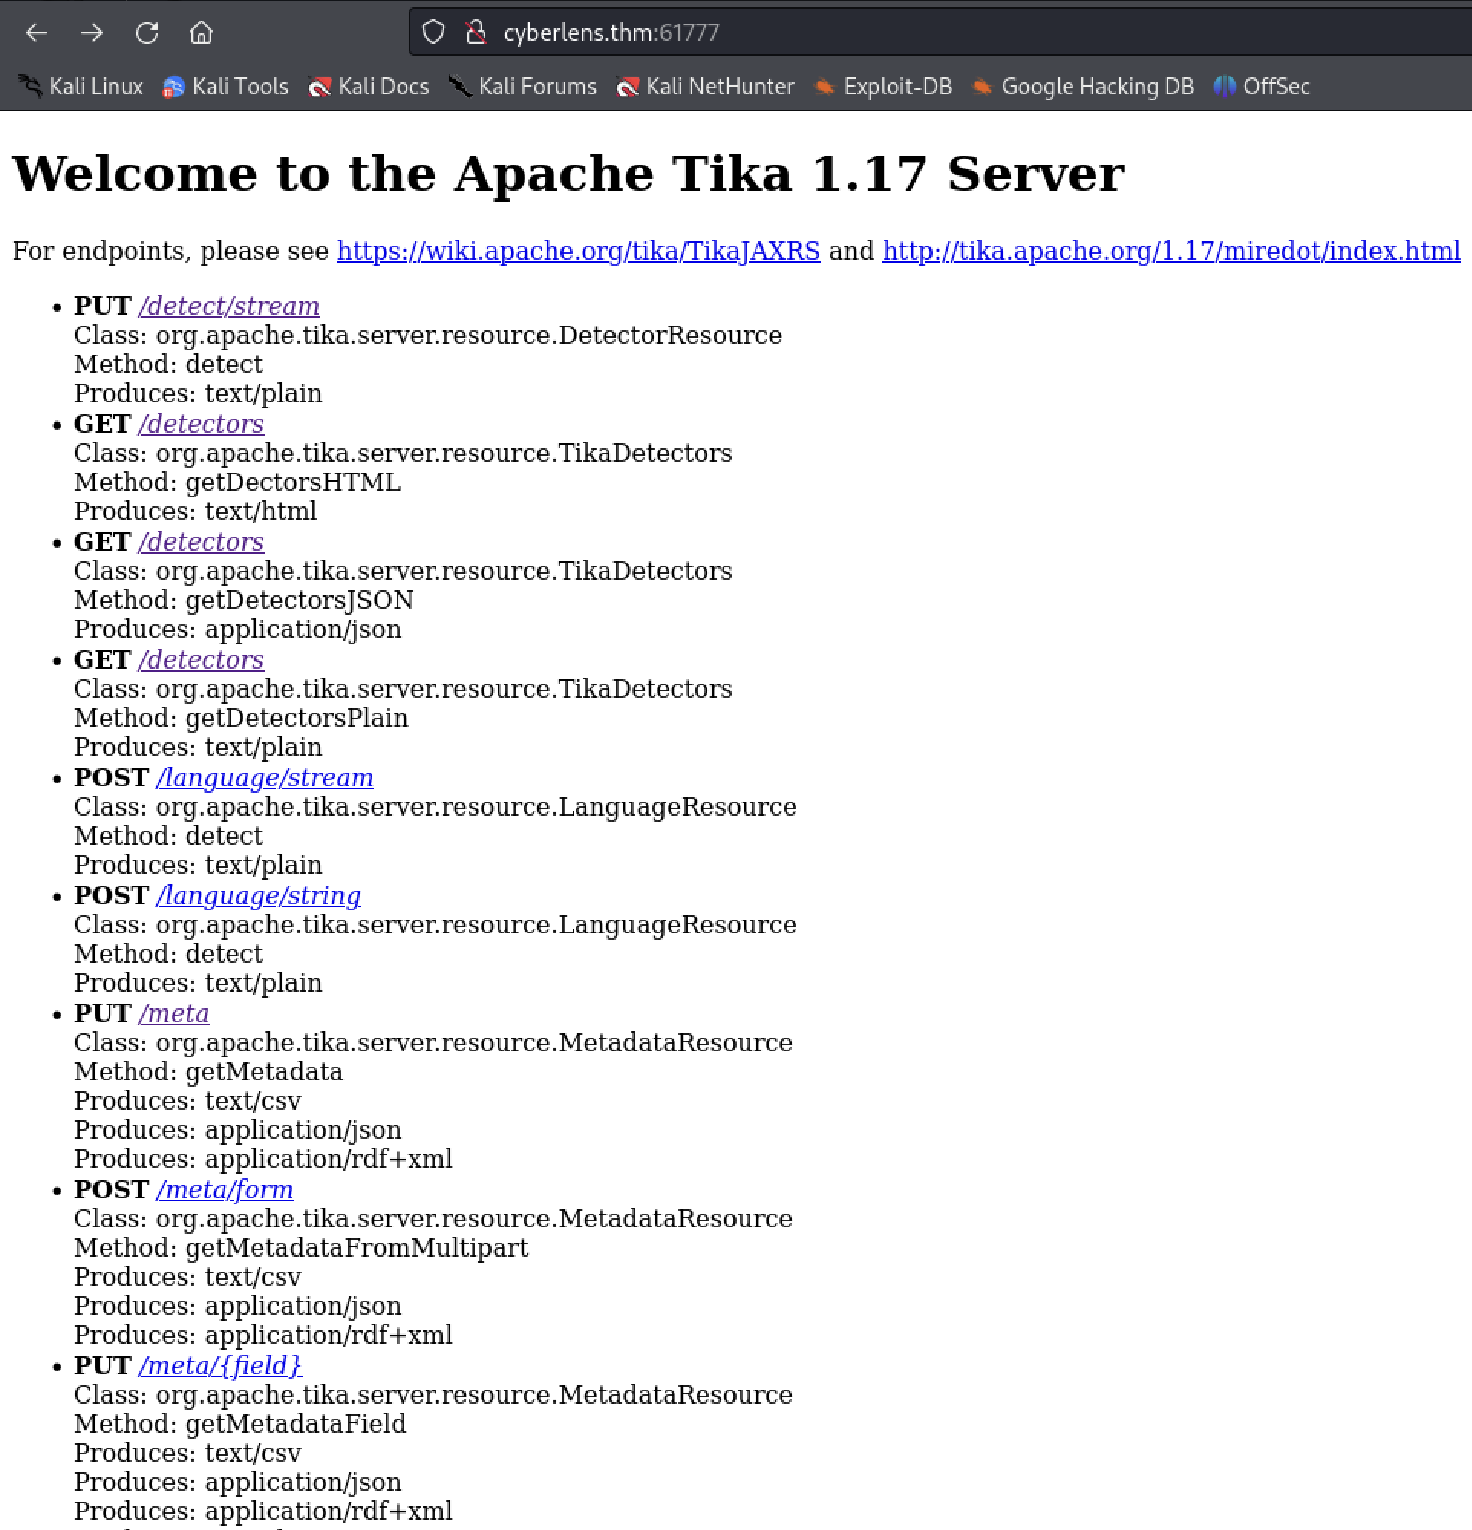 cyberlens.thm:61777
Kali Linux Kali Tools Kali Docs Kali Forums Kali NetHunter Exploit-DB Google Hacking DB OffSec
Welcome to the Apache Tika 1.17 Server
For endpoints, please see https://wiki.apache.org/tika/TikaJAXRS and http://tika.apache.org/1.17/miredot/index.html
• PUT /detect/stream
Class: org.apache.tika.server.resource.DetectorResource
Method: detect
Produces: text/plain
• GET /detectors
Class: org.apache.tika.server.resource.TikaDetectors
Method: getDectorsHTML
Produces: text/html
• GET /detectors
Class: org.apache.tika.server.resource.TikaDetectors
Method: getDetectorsJSON
Produces: application/json
• GET /detectors
Class: org.apache.tika.server.resource.TikaDetectors
Method: getDetectorsPlain
Produces: text/plain
• POST /language/stream
Class: org.apache.tika.server.resource.LanguageResource
Method: detect
Produces: text/plain
• POST /language/string
Class: org.apache.tika.server.resource.LanguageResource
Method: detect
Produces: text/plain
• PUT /meta
Class: org.apache.tika.server.resource.MetadataResource
Method: getMetadata
Produces: text/csv
Produces: application/json
Produces: application/rdf+xml
• POST /meta/form
Class: org.apache.tika.server.resource.MetadataResource
Method: getMetadataFromMultipart
Produces: text/csv
Produces: application/json
Produces: application/rdf+xml
• PUT /meta/{field}
Class: org.apache.tika.server.resource.MetadataResource
Method: getMetadataField
Produces: text/csv
Produces: application/json
Produces: application/rdf+xml